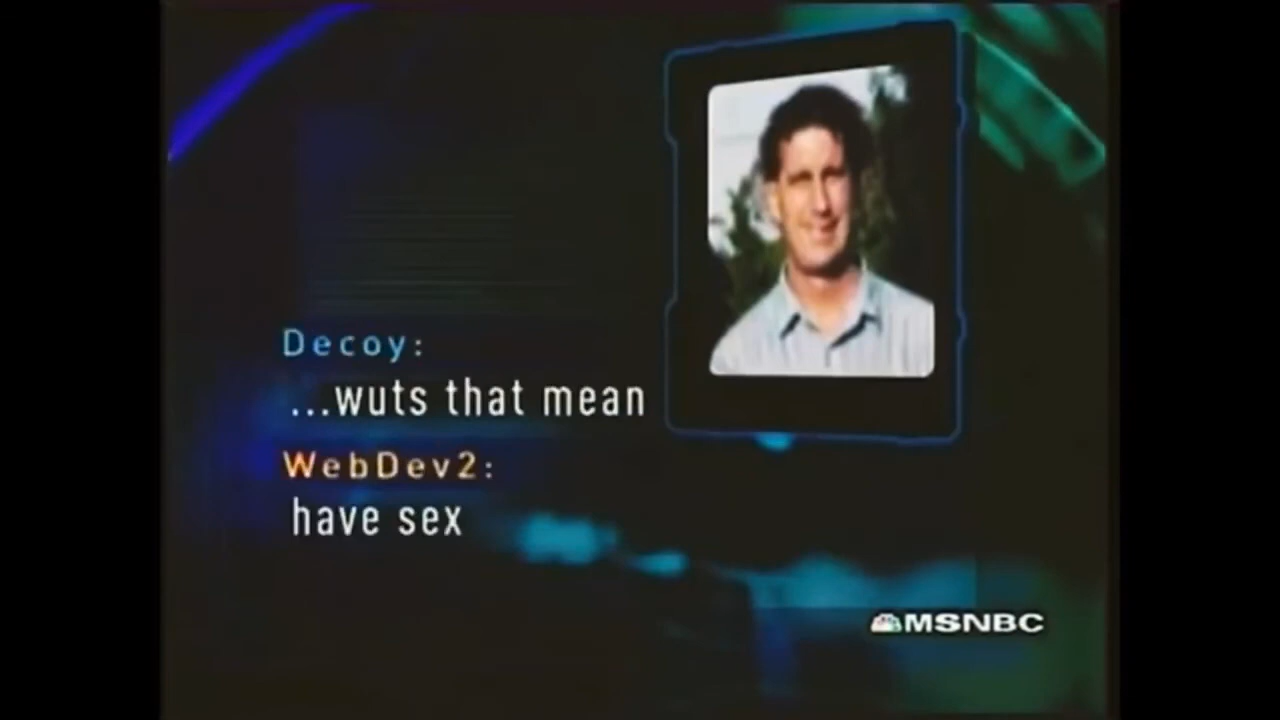 Decoy:
...wuts that mean
WebDev2:
have sex
MSNBC